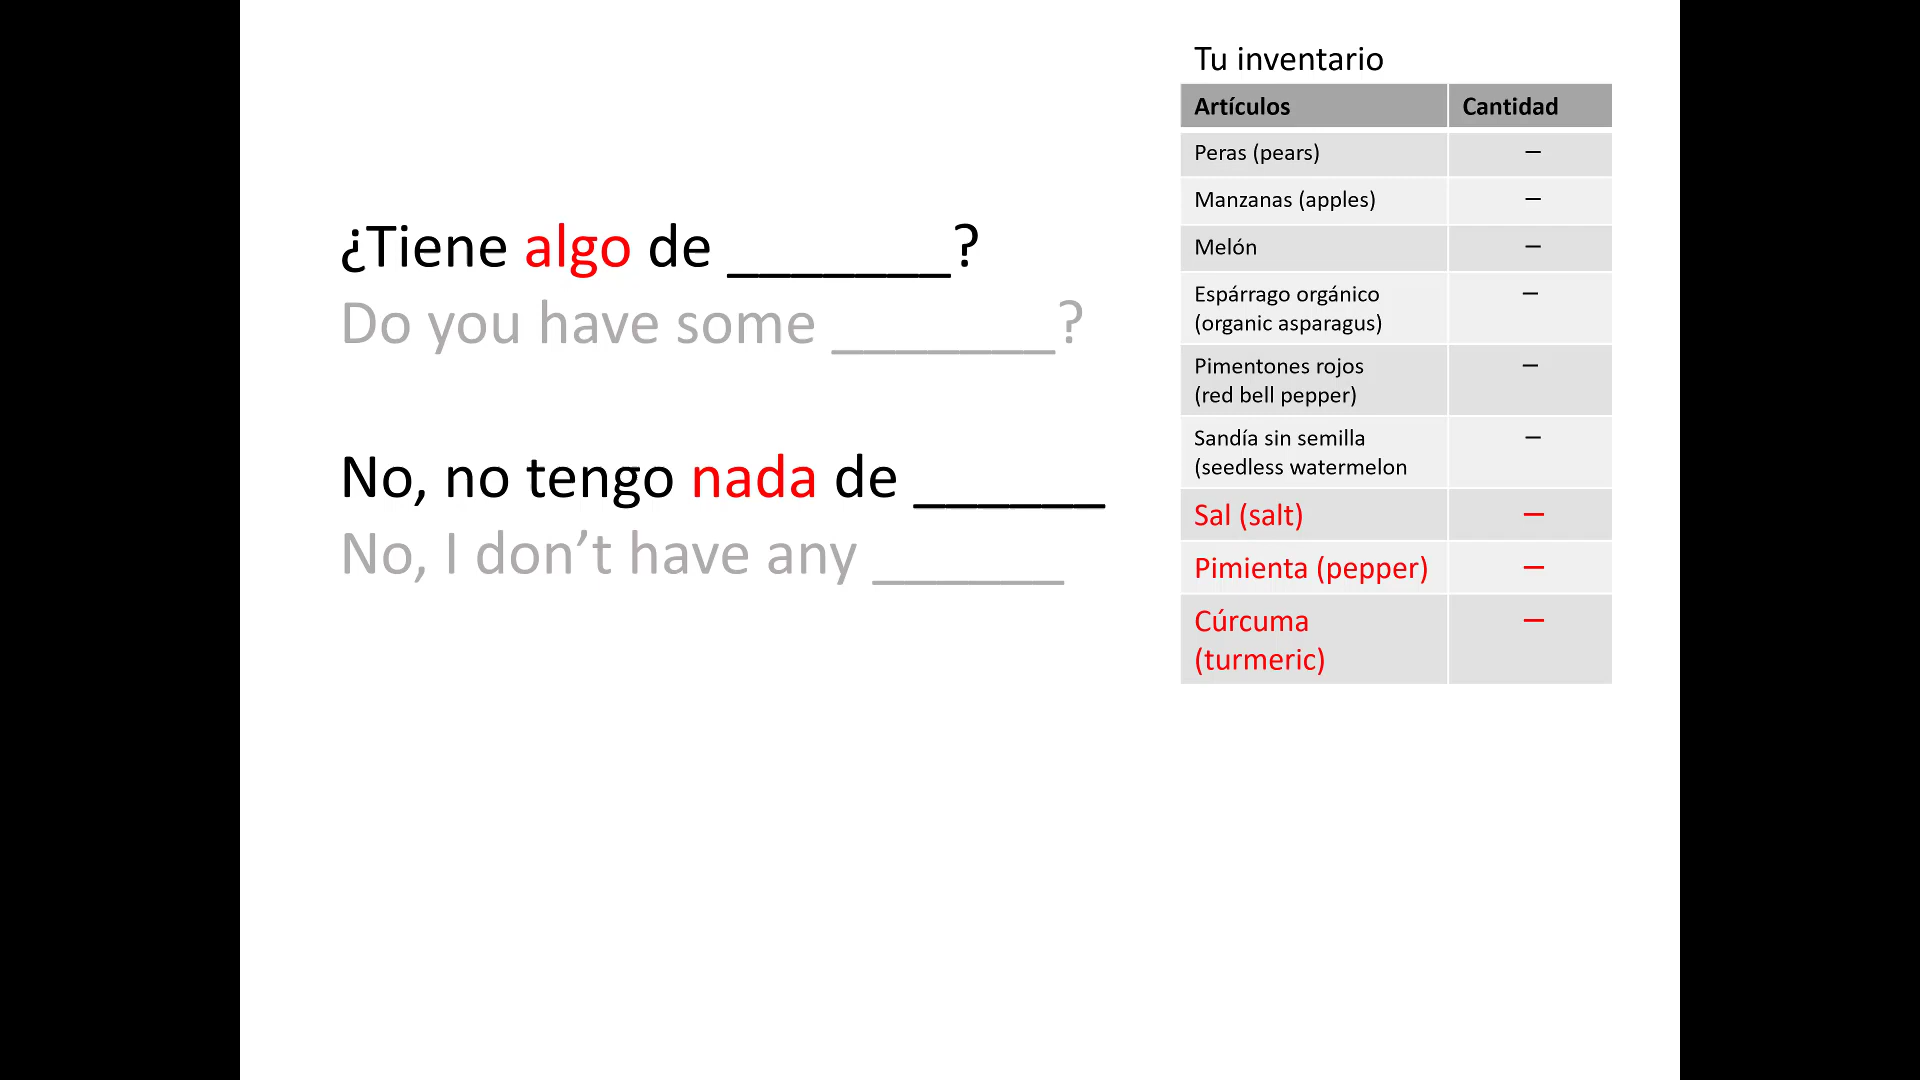 ¿Tiene algo de _______?
Do you have some _______?
No, no tengo nada de ______
No, I don’t have any ______
Tu inventario
Artículos Cantidad
Peras (pears) –
Manzanas (apples) –
Melón –
Espárrago orgánico –
(organic asparagus)
Pimentones rojos –
(red bell pepper)
Sandía sin semilla –
(seedless watermelon
Sal (salt) –
Pimienta (pepper) –
Cúrcuma –
(turmeric)